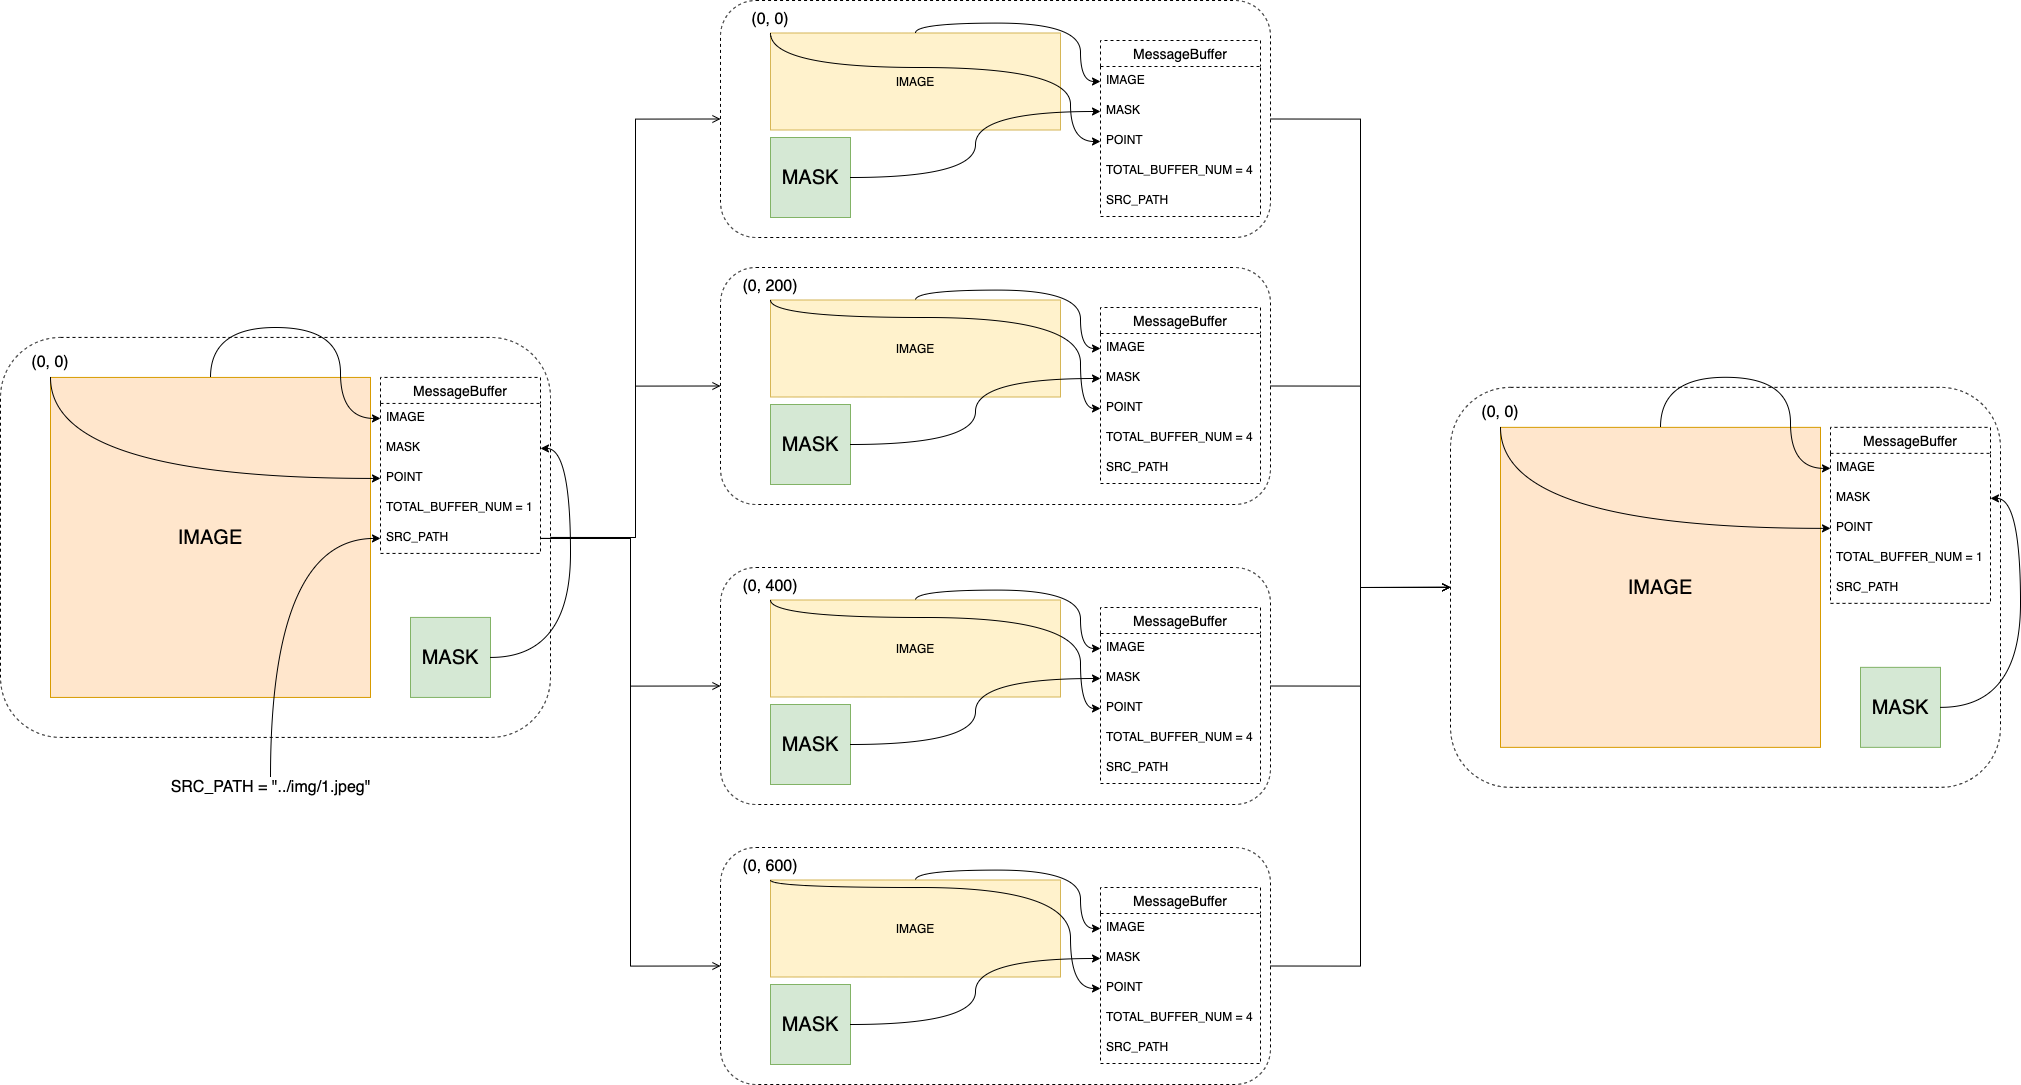 (0, 0)
IMAGE
MessageBuffer
IMAGE
MASK
POINT
TOTAL_BUFFER_NUM = 1
SRC_PATH
MASK
SRC_PATH = "../img/1.jpeg"
(0, 0)
IMAGE
MASK
MessageBuffer
IMAGE
MASK
POINT
TOTAL_BUFFER_NUM = 4
SRC_PATH
(0, 200)
IMAGE
MASK
MessageBuffer
IMAGE
MASK
POINT
TOTAL_BUFFER_NUM = 4
SRC_PATH
(0, 400)
IMAGE
MASK
MessageBuffer
IMAGE
MASK
POINT
TOTAL_BUFFER_NUM = 4
SRC_PATH
(0, 600)
IMAGE
MASK
MessageBuffer
IMAGE
MASK
POINT
TOTAL_BUFFER_NUM = 4
SRC_PATH
(0, 0)
IMAGE
MessageBuffer
IMAGE
MASK
POINT
TOTAL_BUFFER_NUM = 1
SRC_PATH
MASK